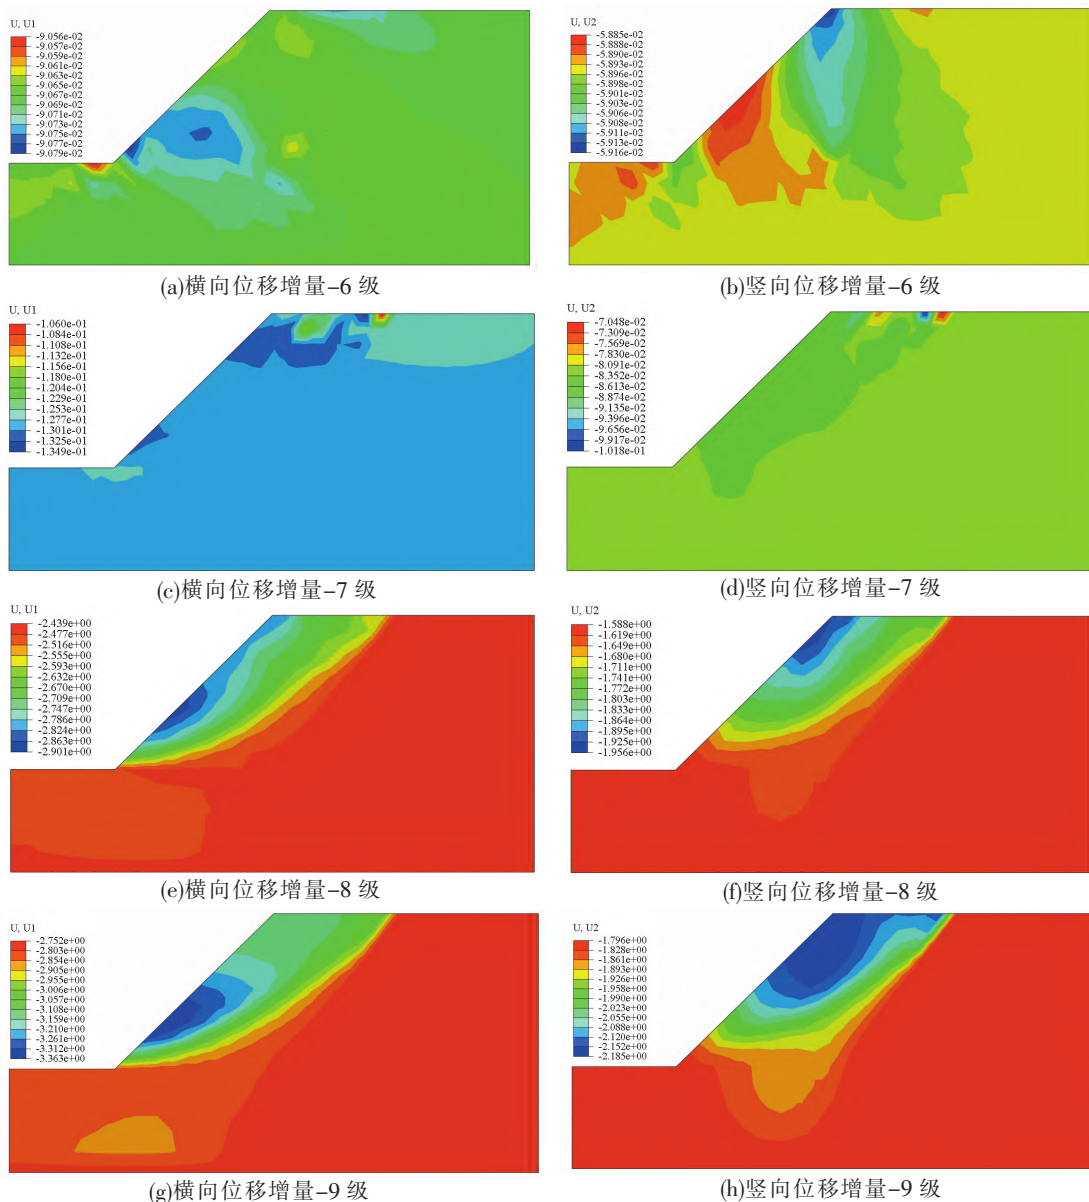 U, U1
-9.056e-02
-9.057e-02
-9.059e-02
-9.061e-02
-9.063e-02
-9.065e-02
-9.067e-02
-9.069e-02
-9.071e-02
-9.073e-02
-9.075e-02
-9.077e-02
-9.079e-02
(a)横向位移增量-6 级
U, U2
-5.885e-02
-5.888e-02
-5.890e-02
-5.893e-02
-5.896e-02
-5.898e-02
-5.901e-02
-5.903e-02
-5.906e-02
-5.908e-02
-5.911e-02
-5.913e-02
-5.916e-02
(b)竖向位移增量-6 级
U, U1
-1.060e-01
-1.084e-01
-1.108e-01
-1.132e-01
-1.156e-01
-1.180e-01
-1.204e-01
-1.229e-01
-1.253e-01
-1.277e-01
-1.301e-01
-1.325e-01
-1.349e-01
(c)横向位移增量-7 级
U, U2
-7.048e-02
-7.309e-02
-7.569e-02
-7.830e-02
-8.091e-02
-8.352e-02
-8.613e-02
-8.874e-02
-9.135e-02
-9.396e-02
-9.656e-02
-9.917e-02
-1.018e-01
(d)竖向位移增量-7 级
U, U1
-2.439e+00
-2.477e+00
-2.516e+00
-2.555e+00
-2.593e+00
-2.632e+00
-2.670e+00
-2.709e+00
-2.747e+00
-2.786e+00
-2.824e+00
-2.863e+00
-2.901e+00
(e)横向位移增量-8 级
U, U2
-1.588e+00
-1.619e+00
-1.649e+00
-1.680e+00
-1.711e+00
-1.741e+00
-1.772e+00
-1.803e+00
-1.833e+00
-1.864e+00
-1.895e+00
-1.925e+00
-1.956e+00
(f)竖向位移增量-8 级
U, U1
-2.752e+00
-2.803e+00
-2.854e+00
-2.905e+00
-2.955e+00
-3.006e+00
-3.057e+00
-3.108e+00
-3.159e+00
-3.210e+00
-3.261e+00
-3.312e+00
-3.363e+00
(g)横向位移增量-9 级
U, U2
-1.796e+00
-1.828e+00
-1.861e+00
-1.893e+00
-1.926e+00
-1.958e+00
-1.990e+00
-2.023e+00
-2.055e+00
-2.088e+00
-2.120e+00
-2.152e+00
-2.185e+00
(h)竖向位移增量-9 级